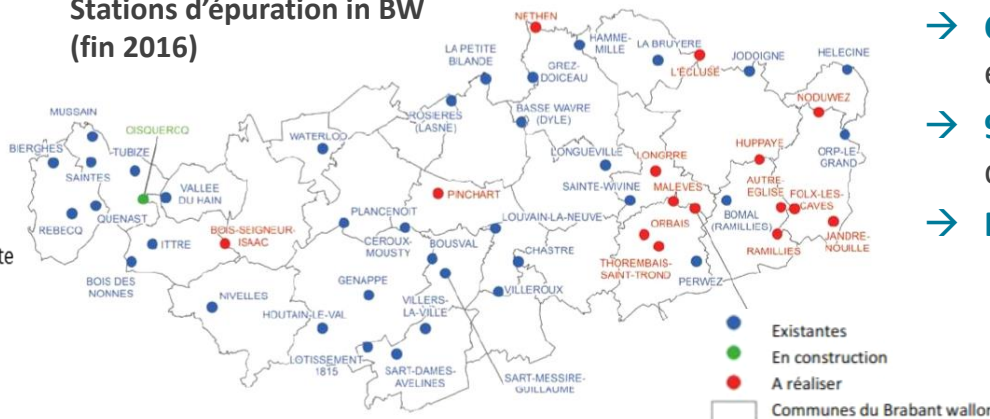 Stations d'épuration in BW
(fin 2016)
NETHEN
HAMME-
MILLE
LA BRUYERE
L'ÉCLUSE
JODOIGNE
HELECINE
LA PETITE
BILANDE
GREZ-
DOICEAU
NODUWEZ
MUSSAIN
OISQUERCQ
ROSIERES
(LASNE)
BASSE WAVRE
(DYLE)
WATERLOO
BIERGHES
TUBIZE
HUPPAYE
ORP-LE-
GRAND
SAINTES
LONGUEVILLE
LONGPRE
VALLEE
DU HAIN
SAINTE-WIVINE
MALEVES
AUTRE-
EGLISE
FOLX-LES-
CAVES
PINCHART
QUENAST
PLANCENOIT
LOUVAIN-LA-NEUVE
ORBAIS
BOMAL
(RAMILLIES)
REBECQ
BOIS-SEIGNEUR-
ISAAC
CÉROUX-
MOUSTY
BOUSVAL
CHASTRE
JANDRE-
NOUILLE
ITTRE
RAMILLIES
te
THOREMBAIS-
SAINT-TROND
PERWEZ
BOIS DES
NONNES
GENAPPE
VILLEROUX
NIVELLES
HOUTAIN-LE-VAL
VILLERS-
LA-VILLE
LOTISSEMENT
1815
SART-DAMES-
AVELINES
SART-MESSIRE-
GUILLAUME
Existantes
En construction
A réaliser
Communes du Brabant wallon